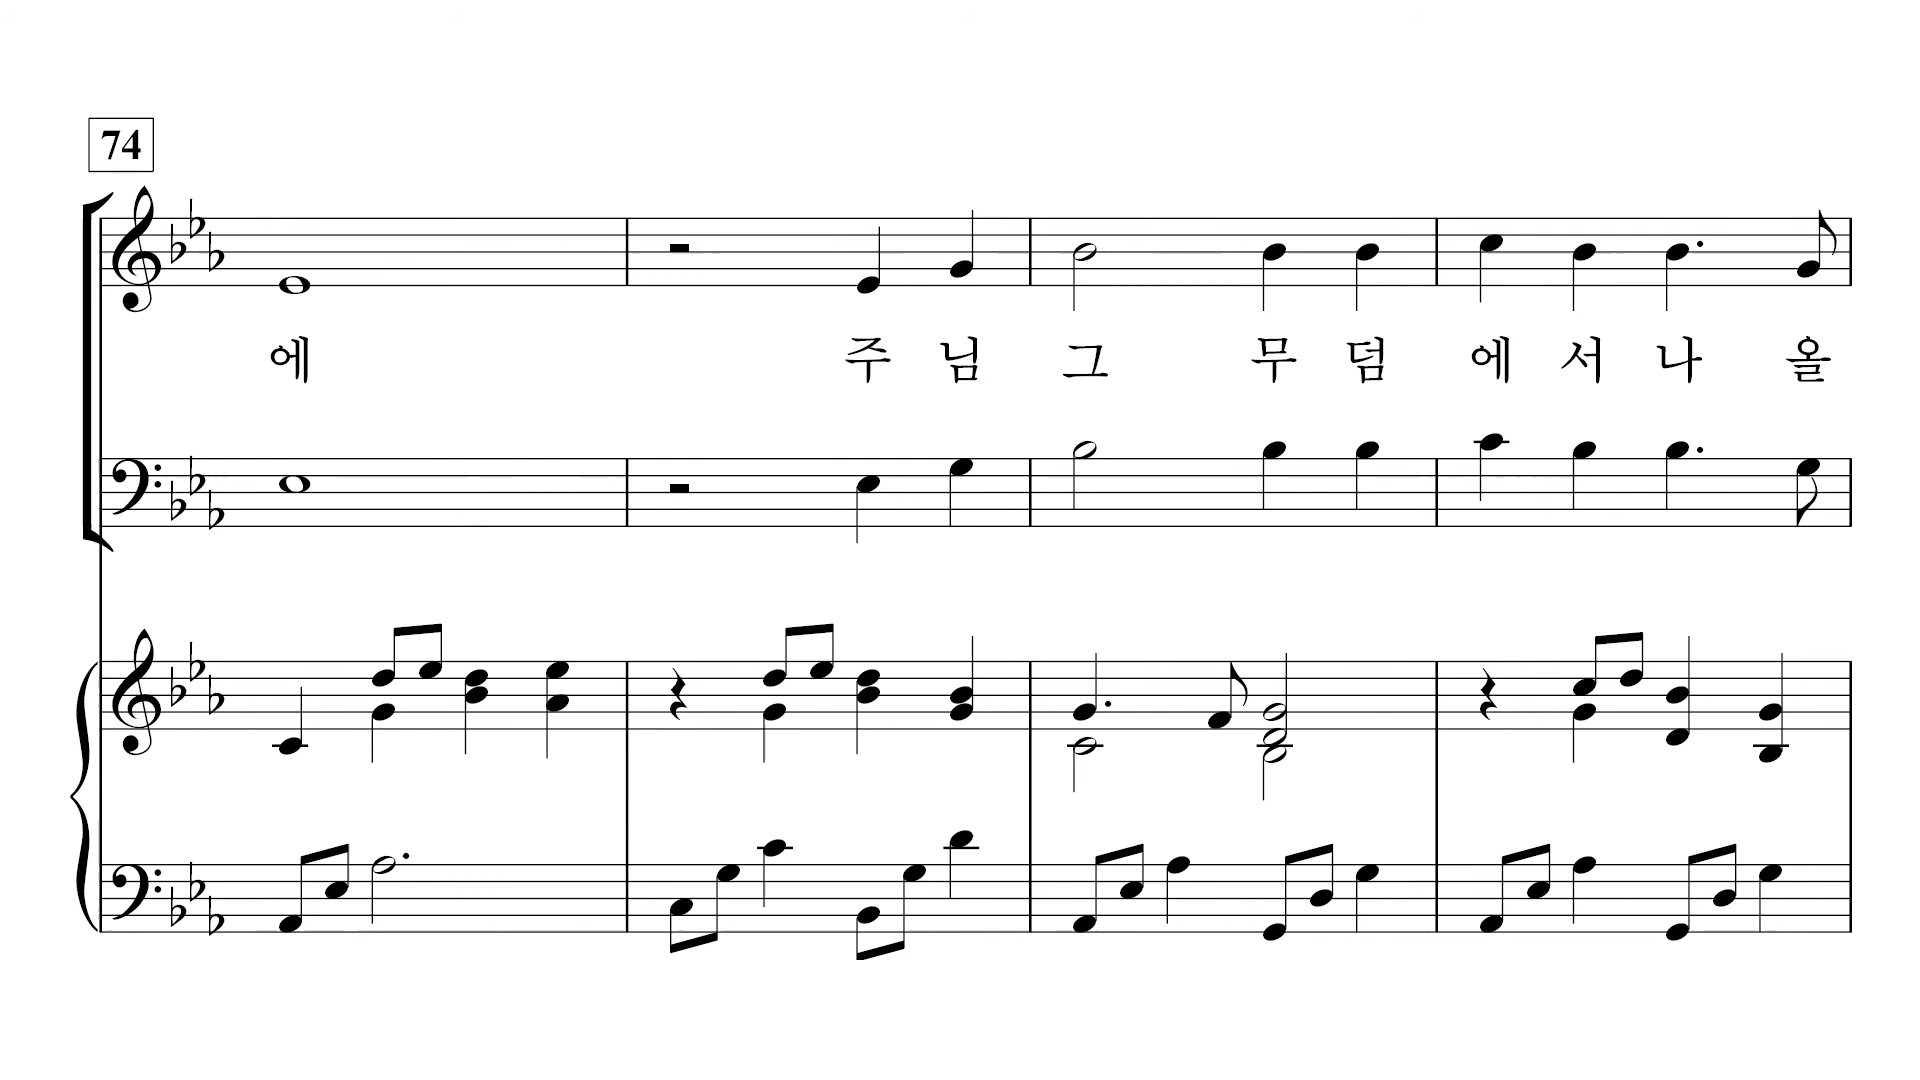 74
에 주 님 그 무 덤 에 서 나 올